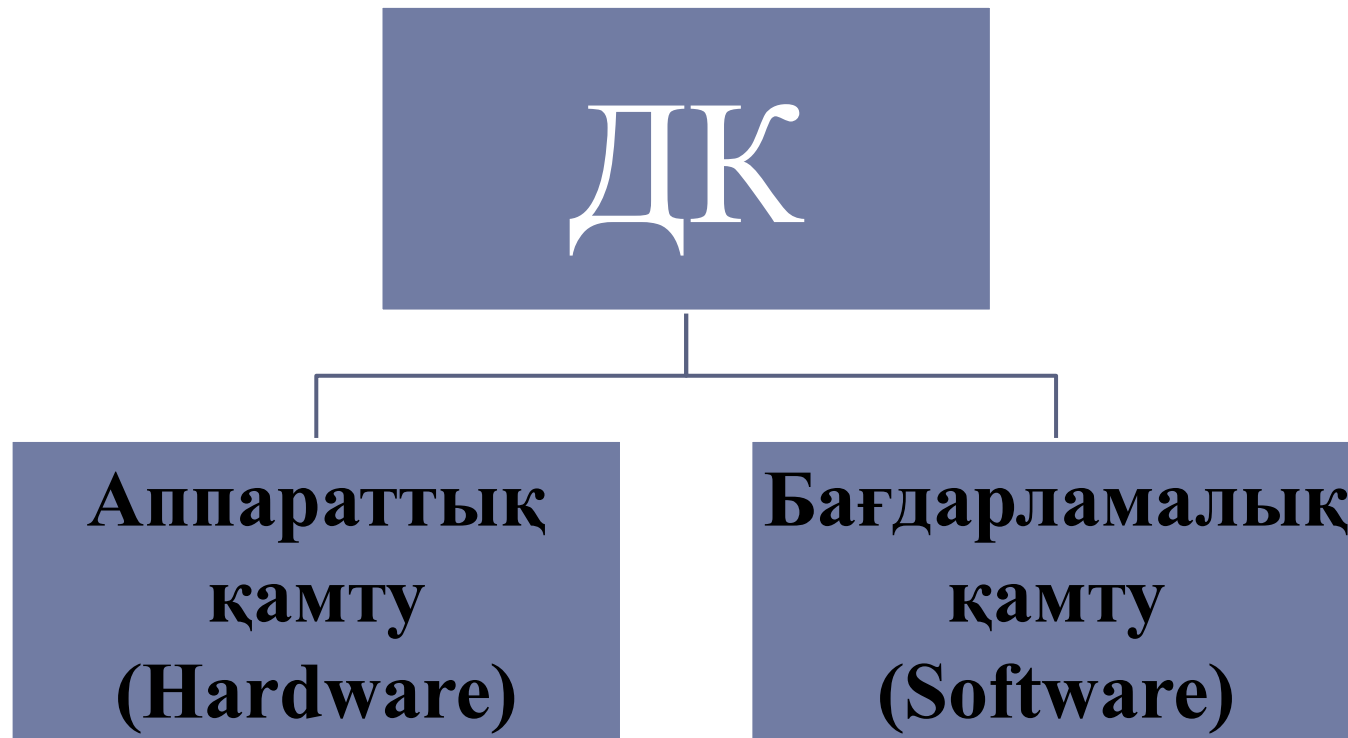 ДК
Аппараттық
қамту
(Hardware)
Бағдарламалық
қамту
(Software)